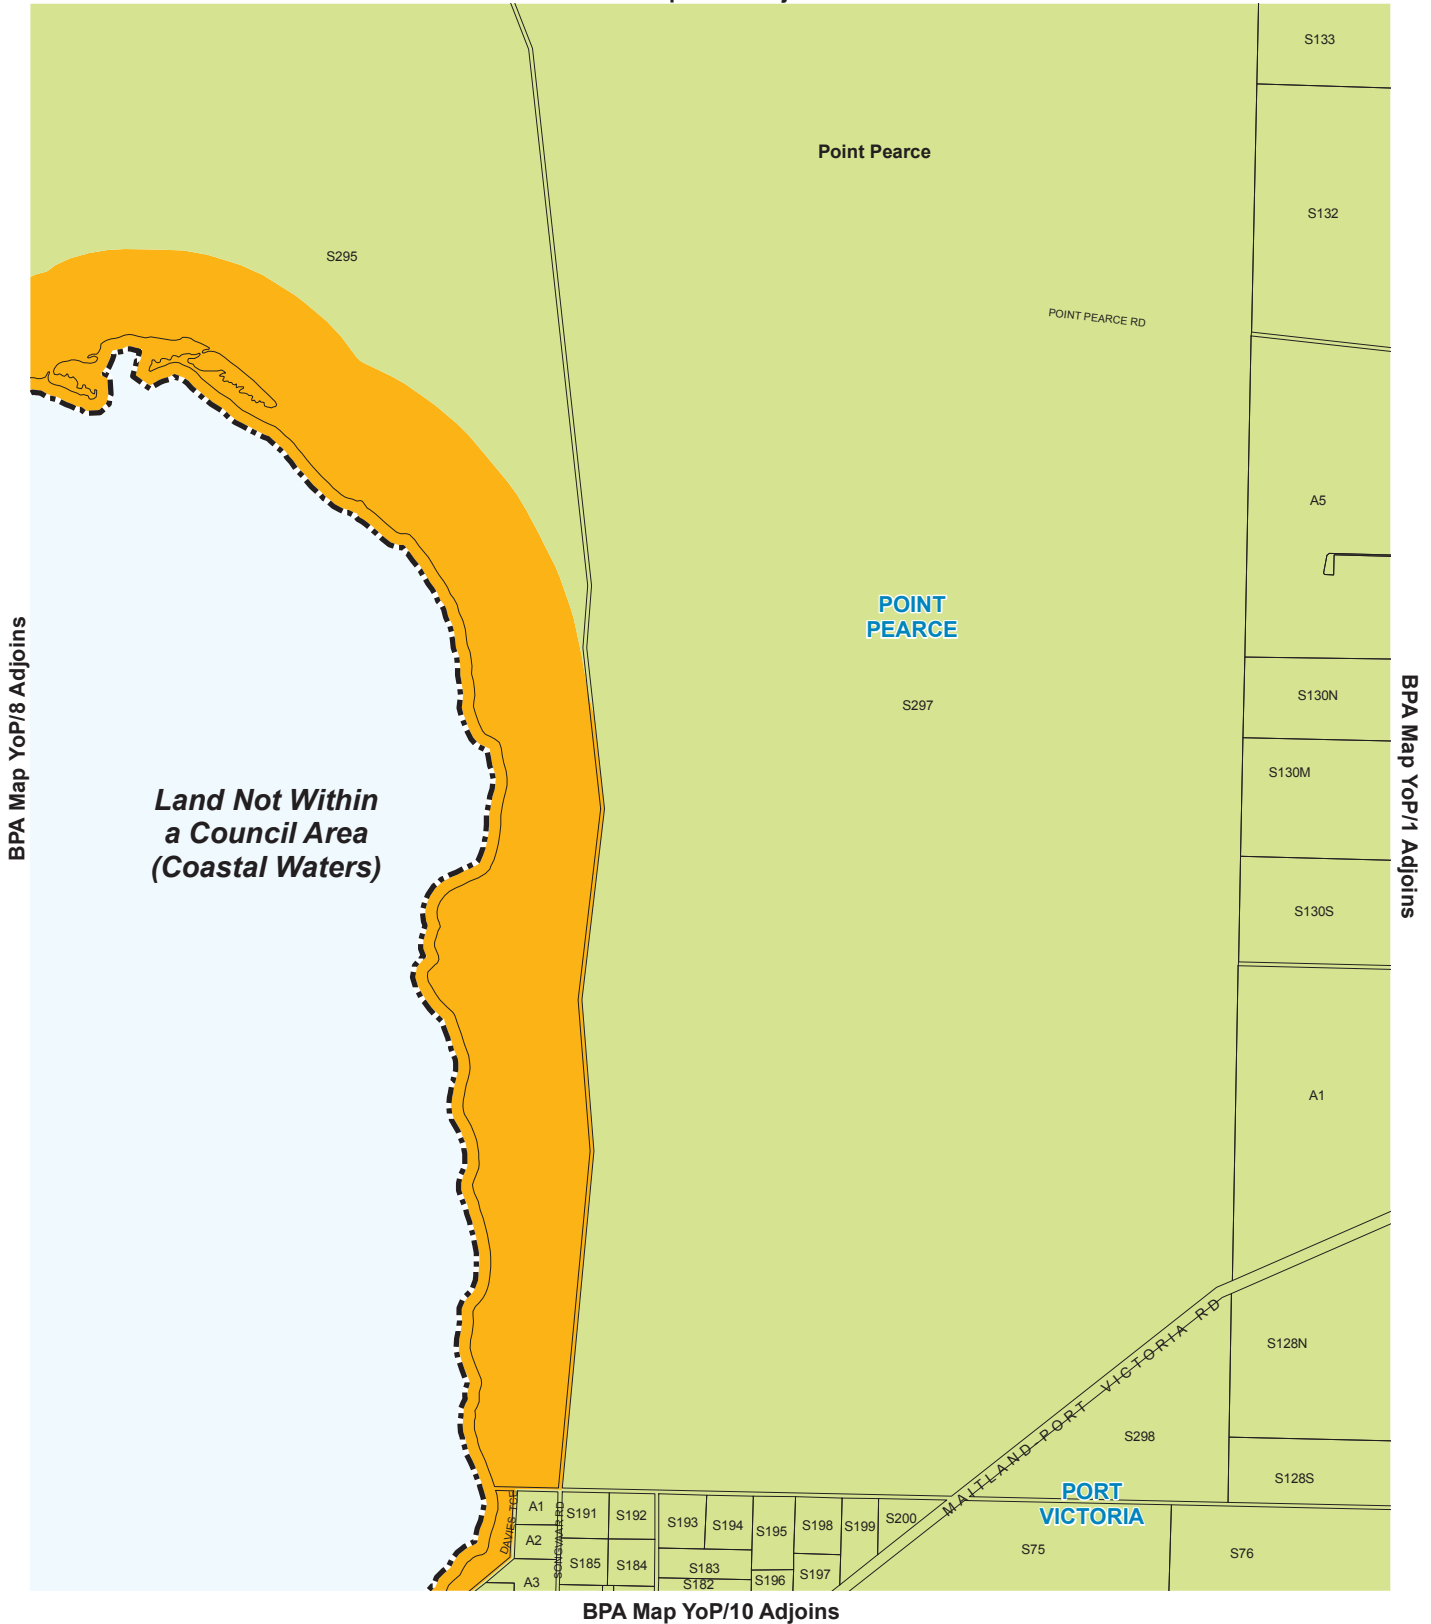 S133
Point Pearce
S132
S295
POINT PEARCE RD
A5
POINT
PEARCE
BPA Map YoP/8 Adjoins
BPA Map YoP/1 Adjoins
S130N
S297
S130M
Land Not Within
a Council Area
(Coastal Waters)
S130S
A1
MAITLAND PORT VICTORIA RD
S128N
S298
S128S
PORT
VICTORIA
DAVIES TCE
A1
SONGVAAR RD
S191
S192
S193
S194
S195
S198
S199
S200
A2
S75
S76
S185
S184
S183
S196
S197
A3
S182
BPA Map YoP/10 Adjoins